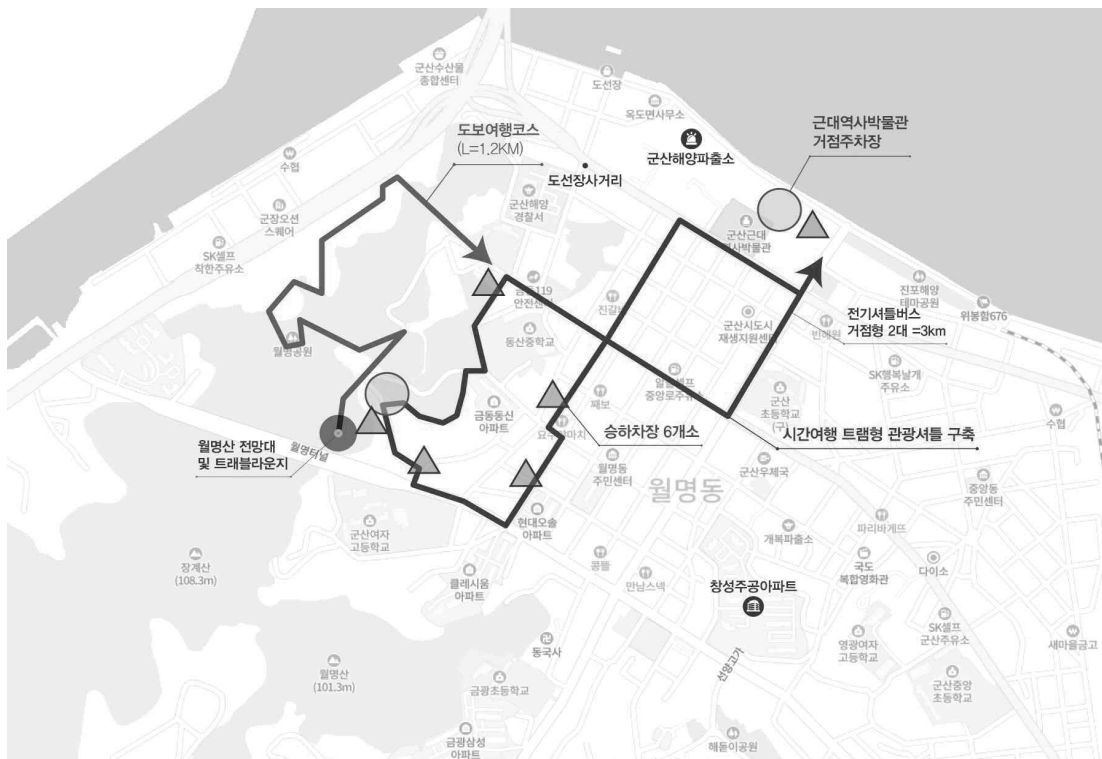 군산수산물
종합센터
도선장
옥도면사무소
근대역사박물관
거점주차장
도보여행코스
(L=1.2KM)
군산해양파출소
수협
도선장사거리
군산해양
경찰서
군장오션
스퀘어
SK셀프
착한주유소
군산근대
역사박물관
진포해양
테마공원
위봉함676
안전센터
군산시도시
재생지원센터
전기셔틀버스
거점형 2대 =3km
동산중학교
월명공원
SK행복날개
주유소
중앙로주유소
군산
초등학교
(구)
금동동신
아파트
째보
수협
승하차장 6개소
시간여행 트램형 관광셔틀 구축
월명산 전망대
및 트래블라운지
월명터널
월명동
주민센터
군산우체국
월명동
중앙동
주민센터
군산여자
고등학교
현대오솔
아파트
파리바게뜨
개복파출소
장계산
(108.3m)
콩뜰
국도
복합영화관
다이소
클레시움
아파트
만남스넥
창성주공아파트
SK셀프
군산주유소
동국사
영광여자
고등학교
새마을금고
월명산
(101.3m)
선양고가
금광초등학교
군산중앙
초등학교
금광삼성
아파트
해돋이공원